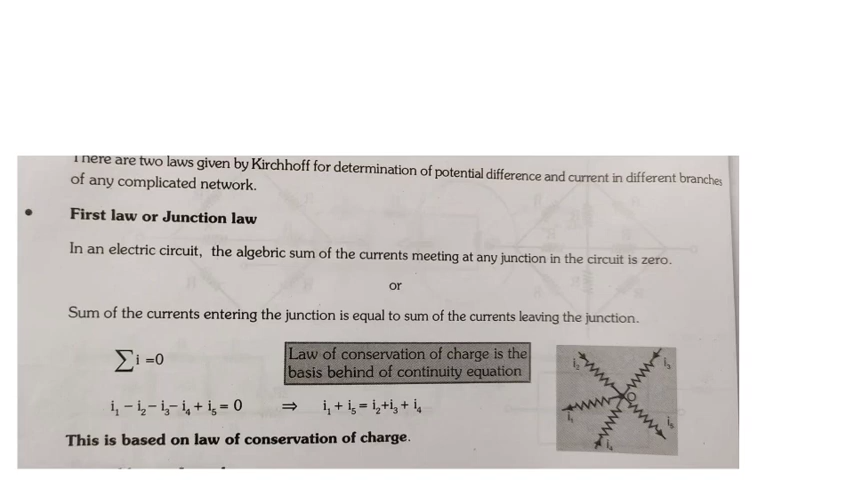 There are two laws given by Kirchhoff for determination of potential difference and current in different branches
of any complicated network.
• First law or Junction law
In an electric circuit, the algebric sum of the currents meeting at any junction in the circuit is zero.
or
Sum of the currents entering the junction is equal to sum of the currents leaving the junction.
∑i =0
Law of conservation of charge is the
basis behind of continuity equation
i₁ – i₂ – i₃– i₄ + i₅ = 0 ⇒ i₁ + i₅ = i₂+i₃ + i₄
This is based on law of conservation of charge.
i₂ i₃
O
i₁ i₅
i₄